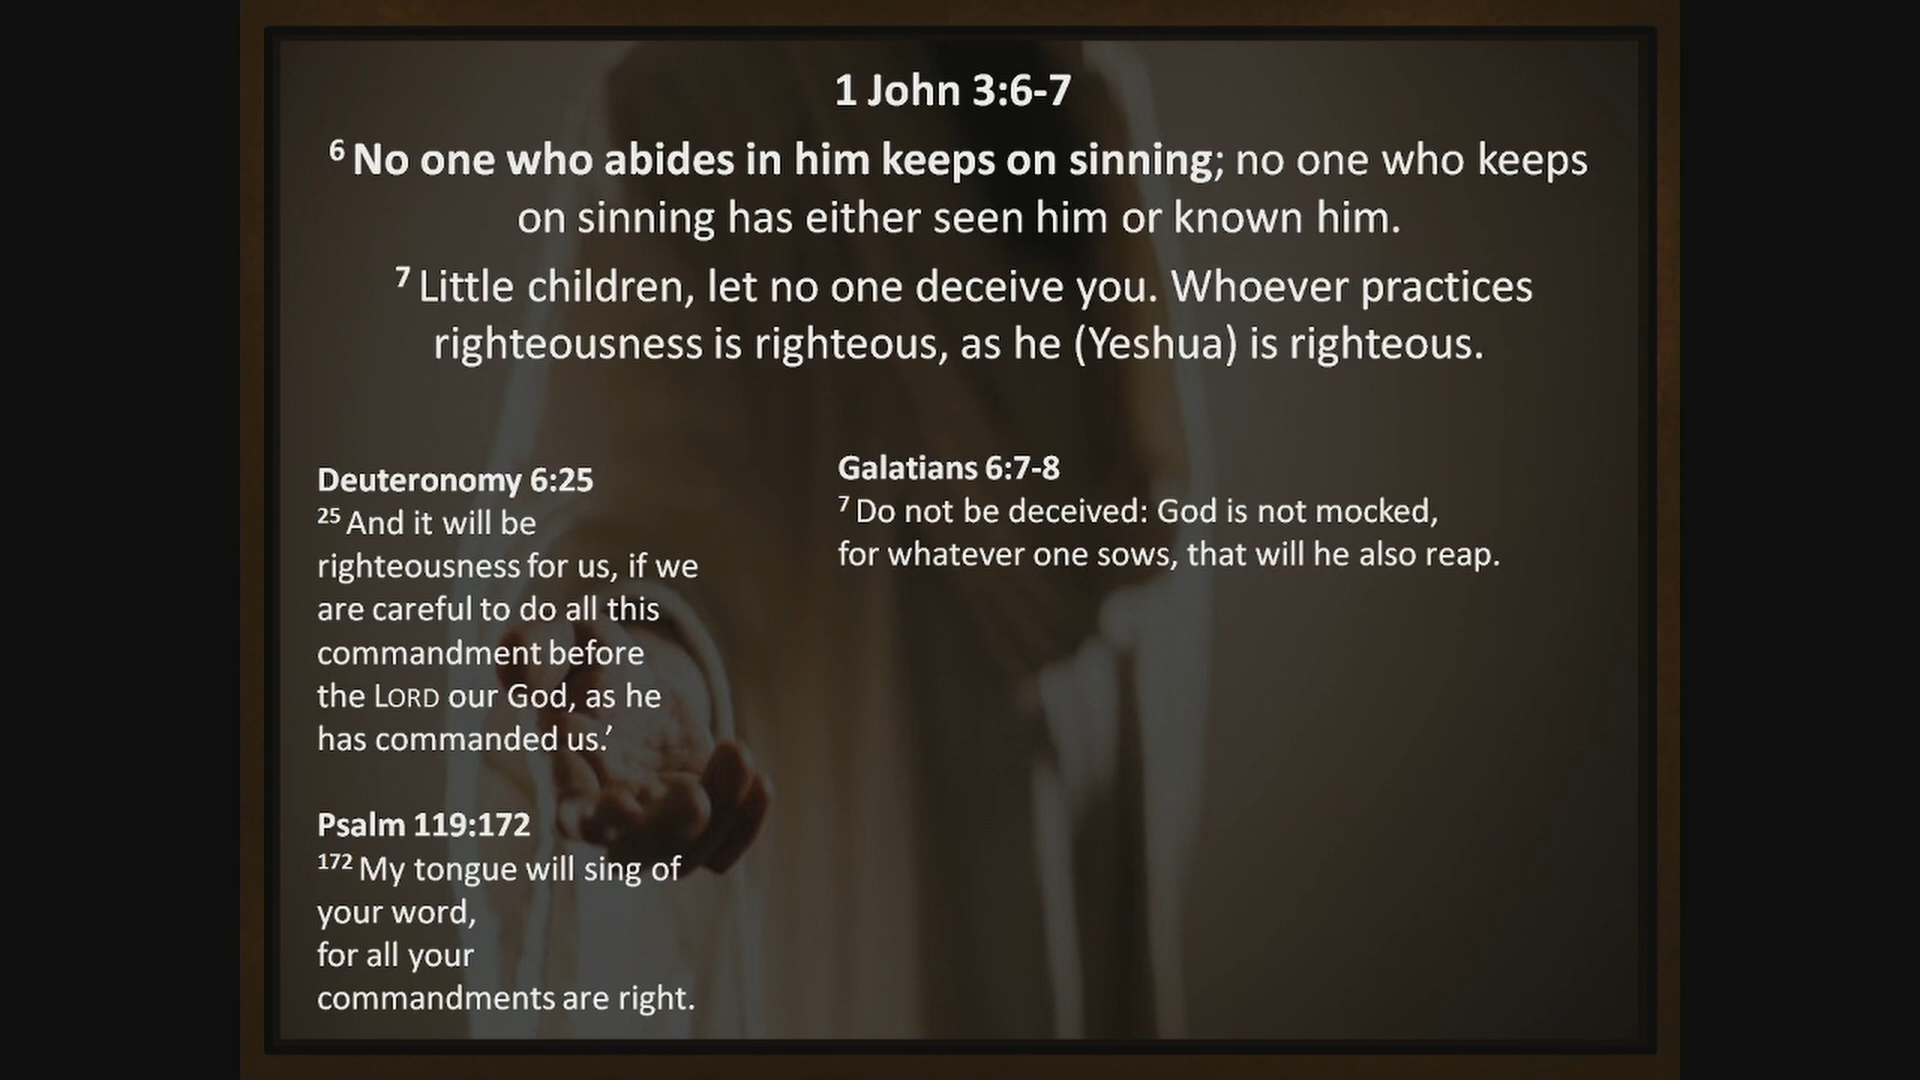 1 John 3:6-7
6 No one who abides in him keeps on sinning; no one who keeps
on sinning has either seen him or known him.
7 Little children, let no one deceive you. Whoever practices
righteousness is righteous, as he (Yeshua) is righteous.
Deuteronomy 6:25
25 And it will be
righteousness for us, if we
are careful to do all this
commandment before
the LORD our God, as he
has commanded us.’
Psalm 119:172
172 My tongue will sing of
your word,
for all your
commandments are right.
Galatians 6:7-8
7 Do not be deceived: God is not mocked,
for whatever one sows, that will he also reap.